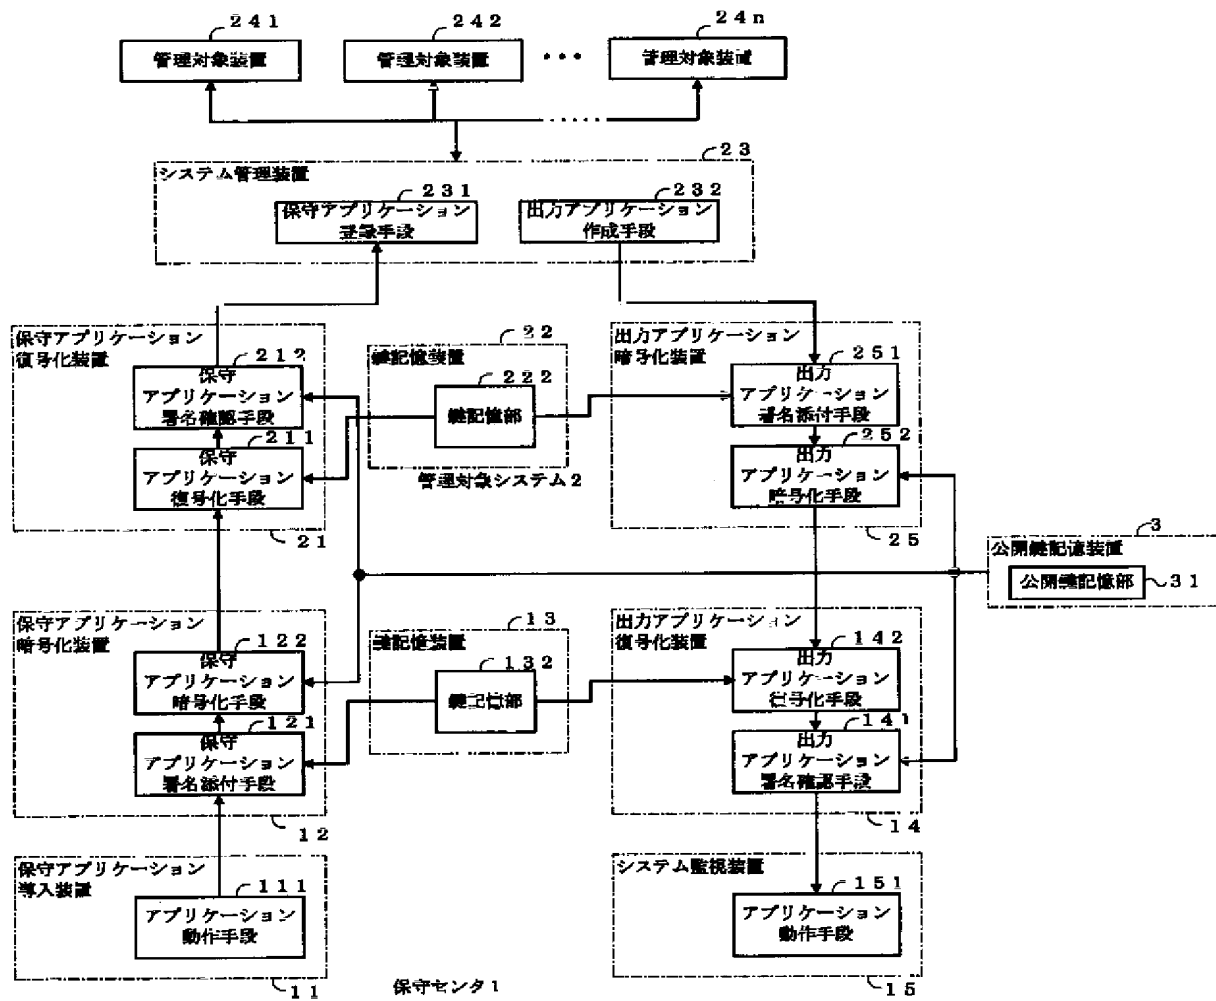 241
242
24n
管理対象装置
管理対象装置
管理対象装置
23
システム管理装置
231
232
保守アプリケーション
登録手段
出力アプリケーション
作成手段
保守アプリケーション
復号化装置
212
保守
アプリケーション
署名確認手段
211
保守
アプリケーション
復号化手段
21
22
鍵記憶装置
222
鍵記憶部
管理対象システム2
出力アプリケーション
暗号化装置
251
出力
アプリケーション
署名添付手段
252
出力
アプリケーション
暗号化手段
25
3
公開鍵記憶装置
公開鍵記憶部
31
保守アプリケーション
暗号化装置
122
保守
アプリケーション
暗号化手段
121
保守
アプリケーション
署名添付手段
12
13
鍵記憶装置
132
鍵記憶部
出力アプリケーション
復号化装置
142
出力
アプリケーション
復号化手段
141
出力
アプリケーション
署名確認手段
14
保守アプリケーション
導入装置
111
アプリケーション
動作手段
11
システム監視装置
151
アプリケーション
動作手段
15
保守センタ1